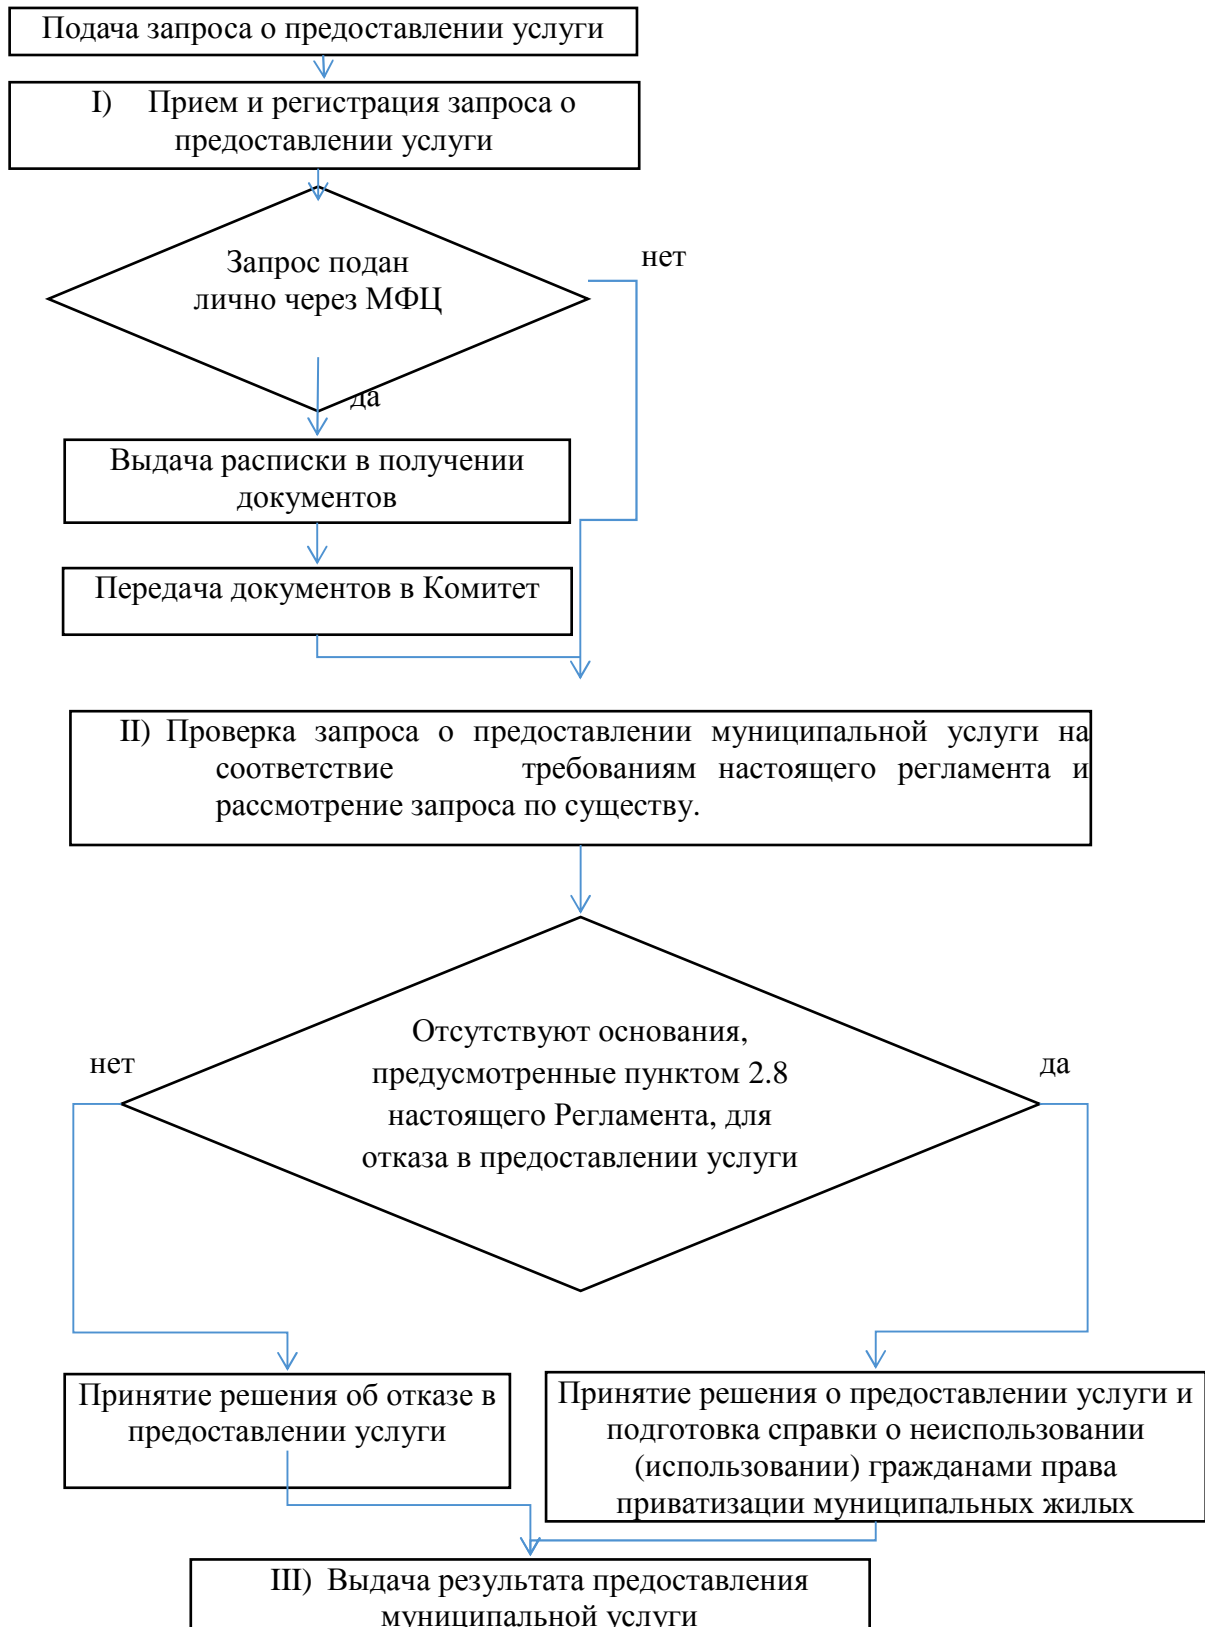 Подача запроса о предоставлении услуги
I) Прием и регистрация запроса о
предоставлении услуги
нет
Запрос подан
лично через МФЦ
да
Выдача расписки в получении
документов
Передача документов в Комитет
II) Проверка запроса о предоставлении муниципальной услуги на
соответствие требованиям настоящего регламента и
рассмотрение запроса по существу.
Отсутствуют основания,
предусмотренные пунктом 2.8
настоящего Регламента, для
отказа в предоставлении услуги
нет
да
Принятие решения об отказе в
предоставлении услуги
Принятие решения о предоставлении услуги и
подготовка справки о неиспользовании
(использовании) гражданами права
приватизации муниципальных жилых
III) Выдача результата предоставления
муниципальной услуги